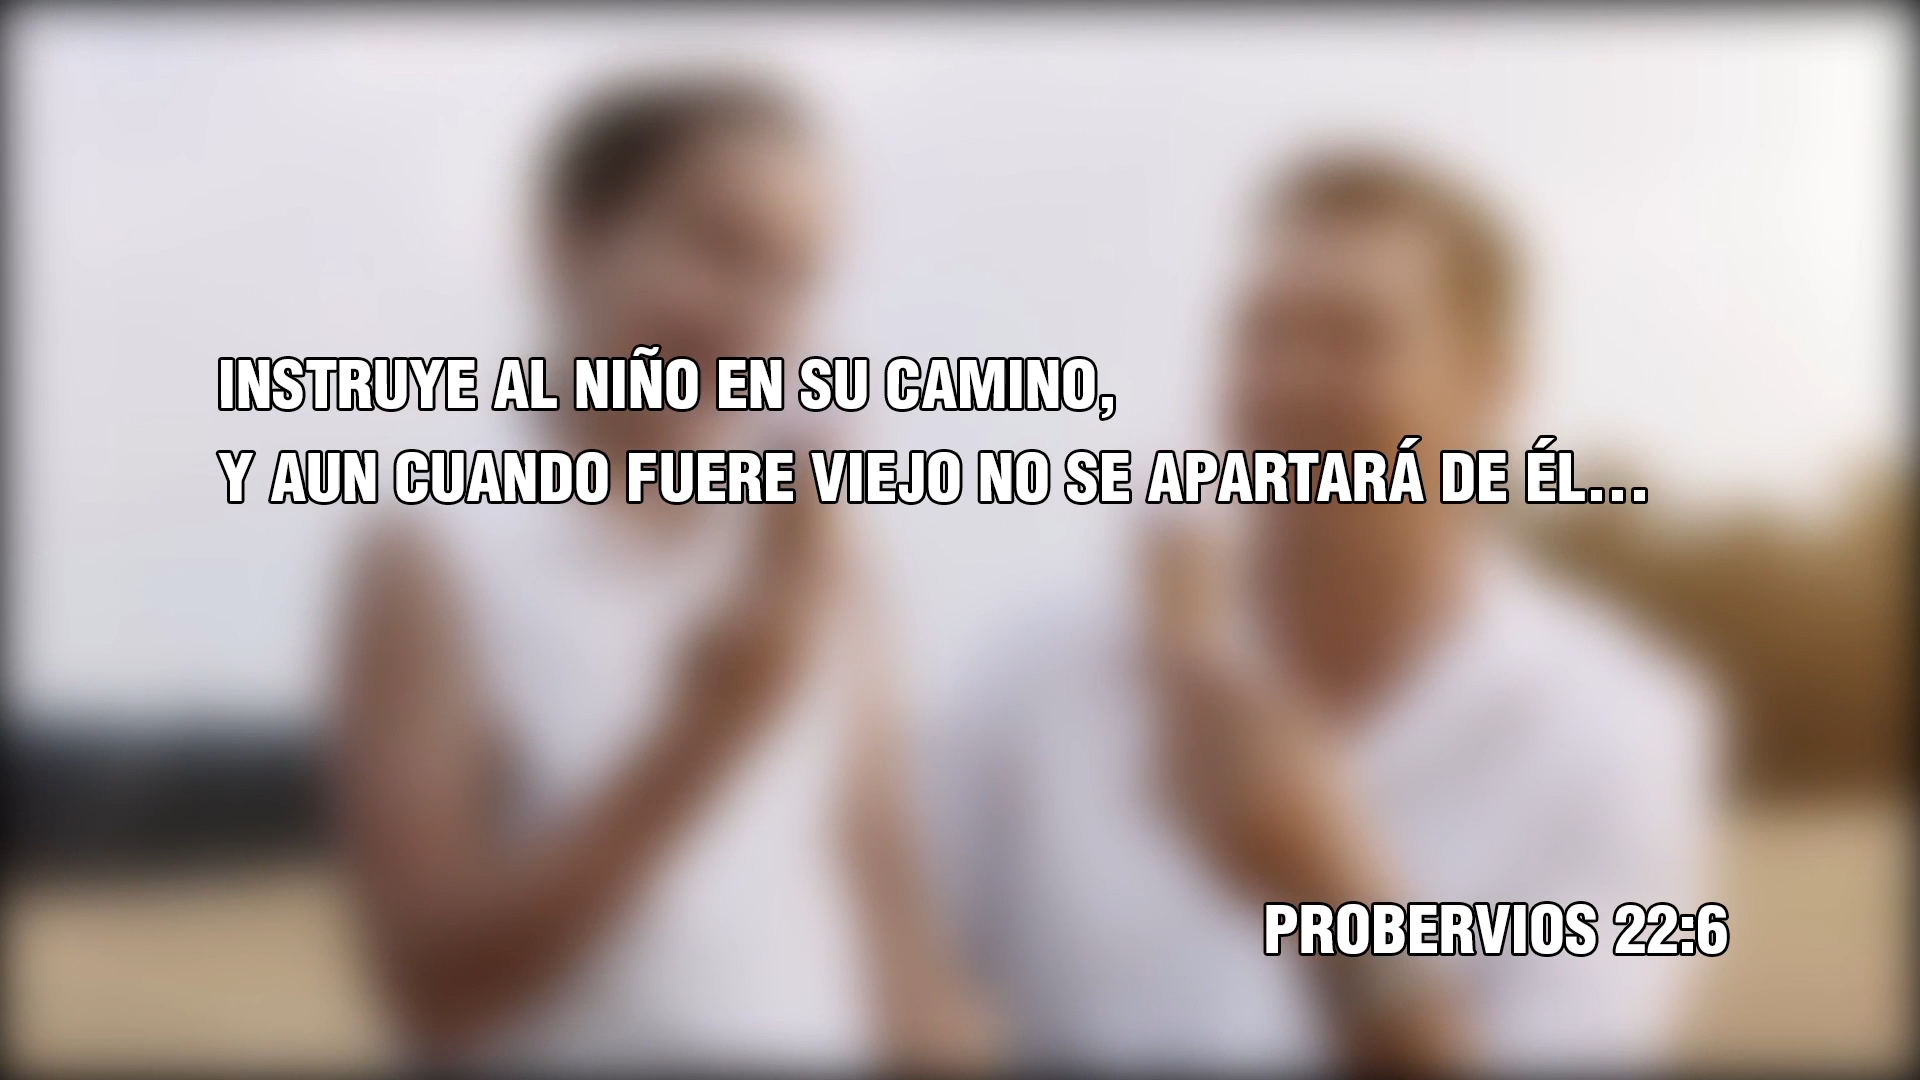 INSTRUYE AL NIÑO EN SU CAMINO,
Y AUN CUANDO FUERE VIEJO NO SE APARTARÁ DE ÉL...
PROBERVIOS 22:6